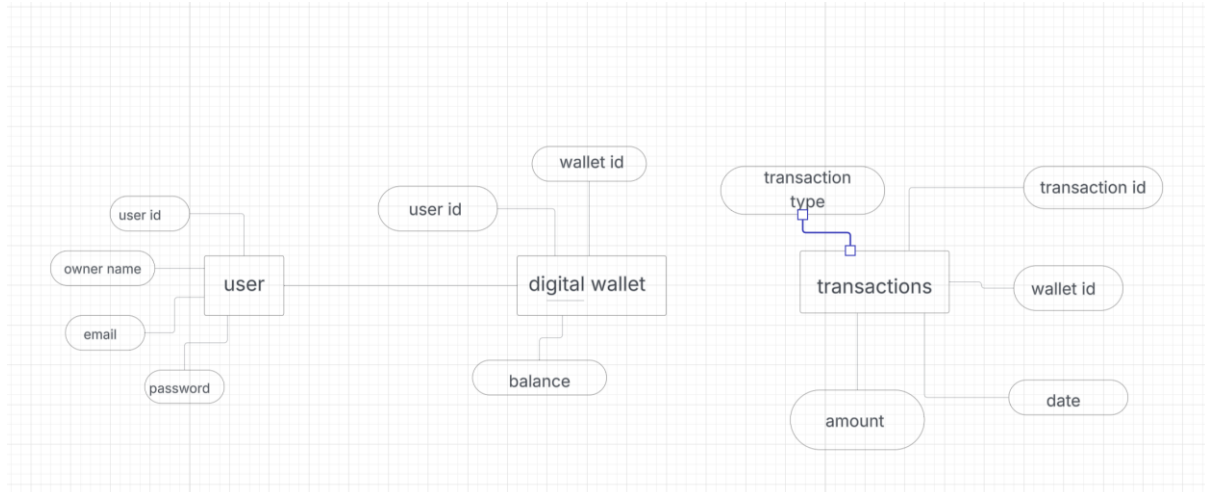 wallet id
transaction
type
transaction id
user id
user id
owner name
user
digital wallet
transactions
wallet id
email
password
balance
amount
date